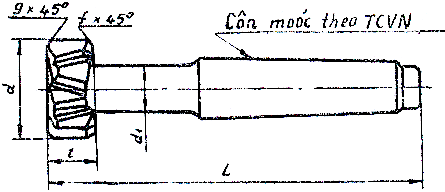 g × 45°
f × 45°
Côn moóc theo TCVN
d
d₁
l
L